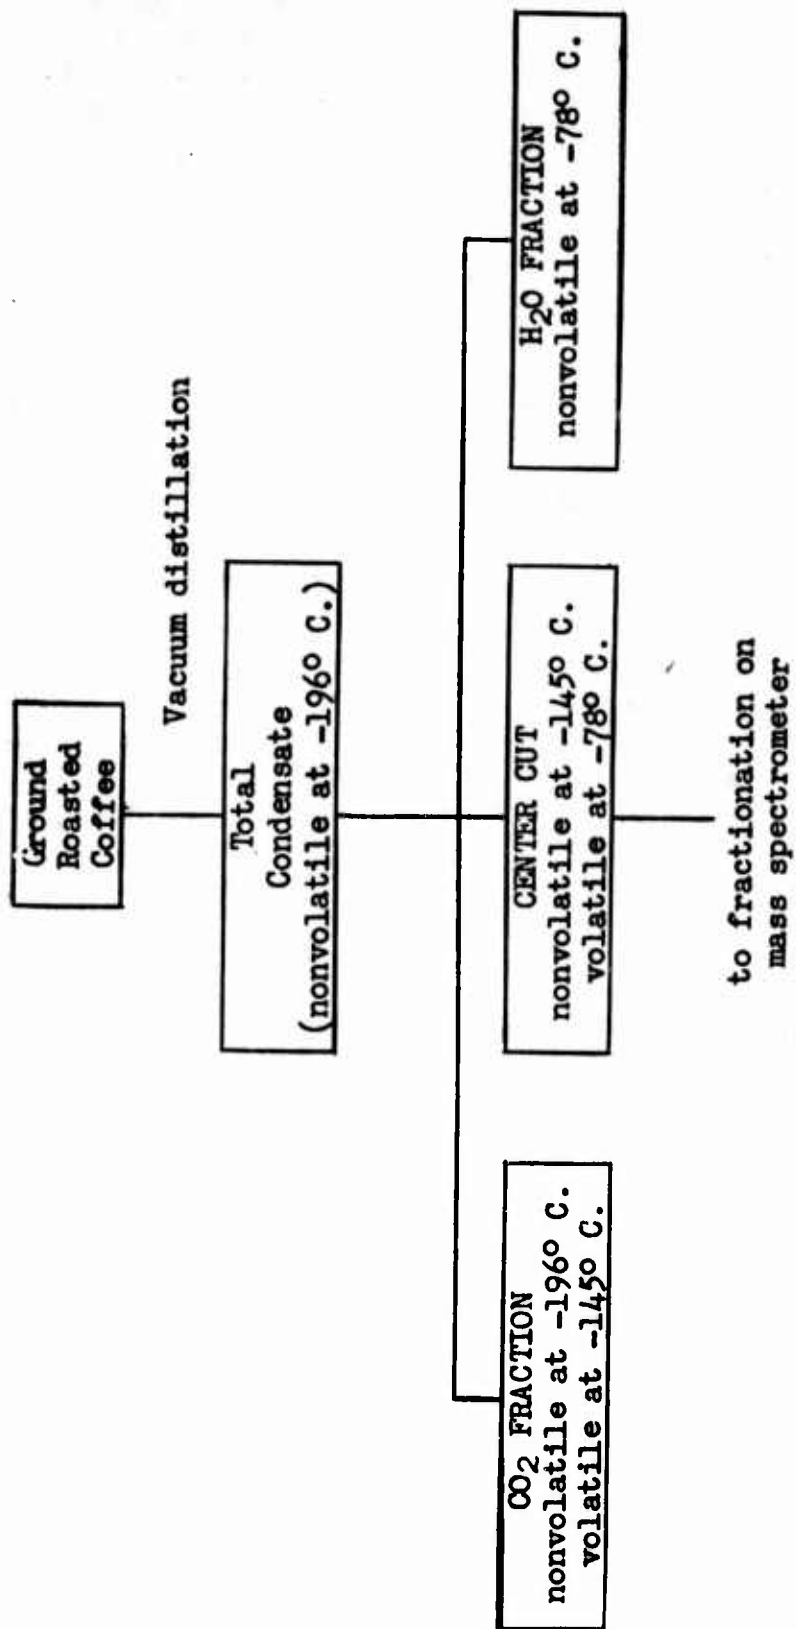 Ground
Roasted
Coffee
Vacuum distillation
Total
Condensate
(nonvolatile at -196° C.)
CO2 FRACTION
nonvolatile at -196° C.
volatile at -145° C.
CENTER CUT
nonvolatile at -145° C.
volatile at -78° C.
H2O FRACTION
nonvolatile at -78° C.
to fractionation on
mass spectrometer